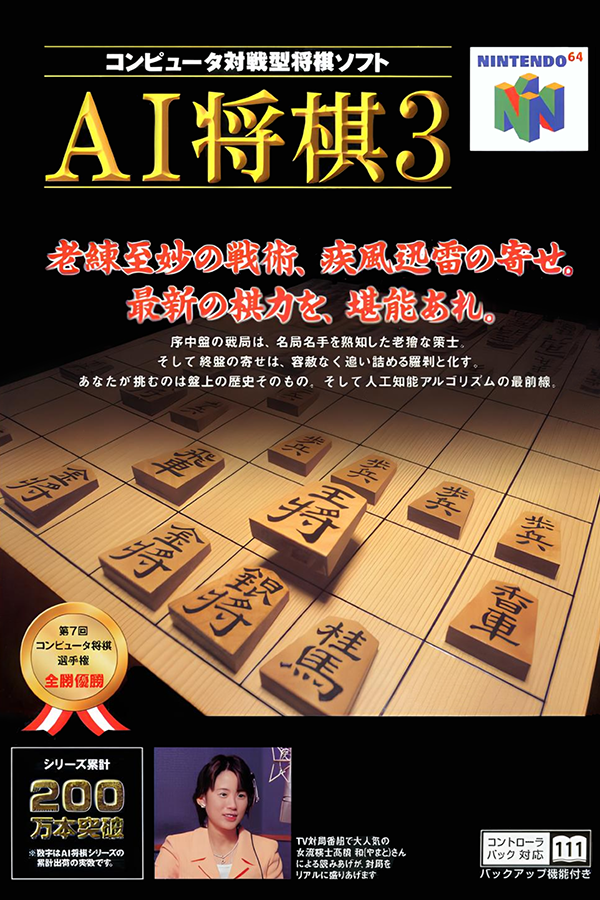 コンピュータ対戦型将棋ソフト
AI将棋3
NINTENDO 64
老練至妙の戦術、疾風迅雷の寄せ。
最新の棋力を、堪能あれ。
序中盤の戦局は、名局名手を熟知した老獪な策士。
そして終盤の寄せは、容赦なく追い詰める羅刹と化す。
あなたが挑むのは盤上の歴史そのもの。そして人工知能アルゴリズムの最前線。
歩兵
飛車
歩兵
金将
王将
歩兵
歩兵
金将
銀将
桂馬
香車
第7回
コンピュータ将棋
選手権
全勝優勝
シリーズ累計
200
万本突破
※数字はAI将棋シリーズの
累計出荷の実数です。
TV対局番組で大人気の
女流棋士高橋 和(やまと)さん
による読みあげが、対局を
リアルに盛りあげます
コントローラ
パック 対応
111
バックアップ機能付き